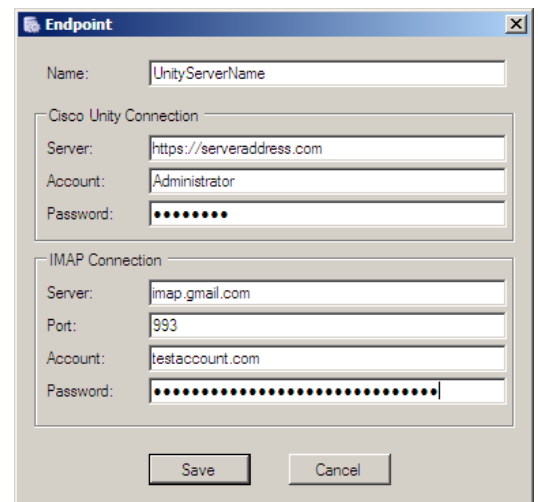 Endpoint
Name: UnityServerName
Cisco Unity Connection
Server: https://serveraddress.com
Account: Administrator
Password: ●●●●●●●●
IMAP Connection
Server: imap.gmail.com
Port: 993
Account: testaccount.com
Password: ●●●●●●●●●●●●●●●●●●●●●●●●●●●●●●
Save Cancel